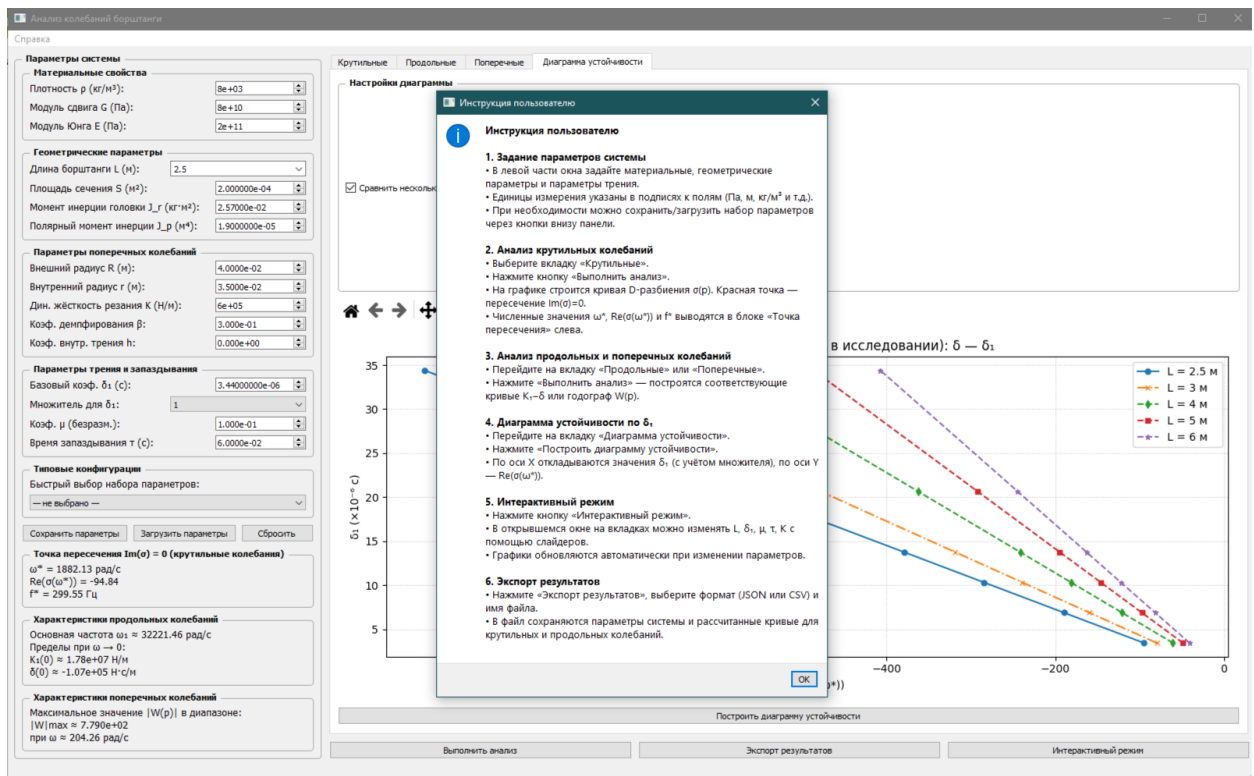 Анализ колебаний борштанги
Справка
Параметры системы
Материальные свойства
Плотность ρ (кг/м³): 8e+03
Модуль сдвига G (Па): 8e+10
Модуль Юнга E (Па): 2e+11
Геометрические параметры
Длина борштанги L (м): 2.5
Площадь сечения S (м²): 2.000000e-04
Момент инерции головки J_r (кг·м²): 2.57000e-02
Полярный момент инерции J_p (м⁴): 1.9000000e-05
Параметры поперечных колебаний
Внешний радиус R (м): 4.0000e-02
Внутренний радиус r (м): 3.5000e-02
Дин. жёсткость резания K (Н/м): 6e+05
Коэф. демпфирования β: 3.000e-01
Коэф. внутр. трения h: 0.000e+00
Параметры трения и запаздывания
Базовый коэф. δ₁ (с): 3.44000000e-06
Множитель для δ₁: 1
Коэф. μ (безразм.): 1.000e-01
Время запаздывания τ (с): 6.0000e-02
Типовые конфигурации
Быстрый выбор набора параметров:
— не выбрано —
Сохранить параметры Загрузить параметры Сбросить
Точка пересечения Im(σ) = 0 (крутильные колебания)
ω* = 1882.13 рад/с
Re(σ(ω*)) = -94.84
f* = 299.55 Гц
Характеристики продольных колебаний
Основная частота ω₁ ≈ 32221.46 рад/с
Пределы при ω → 0:
K₁(0) ≈ 1.78e+07 Н/м
δ(0) ≈ -1.07e+05 Н·с/м
Характеристики поперечных колебаний
Максимальное значение |W(p)| в диапазоне:
|W|max ≈ 7.790e+02
при ω ≈ 204.26 рад/с
Крутильные Продольные Поперечные Диаграмма устойчивости
Настройки диаграммы
Сравнить нескольк
Инструкция пользователю
Инструкция пользователю
1. Задание параметров системы
• В левой части окна задайте материальные, геометрические
параметры и параметры трения.
• Единицы измерения указаны в подписях к полям (Па, м, кг/м³ и т.д.).
• При необходимости можно сохранить/загрузить набор параметров
через кнопки внизу панели.
2. Анализ крутильных колебаний
• Выберите вкладку «Крутильные».
• Нажмите кнопку «Выполнить анализ».
• На графике строится кривая D-разбиения σ(p). Красная точка —
пересечение Im(σ)=0.
• Численные значения ω*, Re(σ(ω*)) и f* выводятся в блоке «Точка
пересечения» слева.
3. Анализ продольных и поперечных колебаний
• Перейдите на вкладку «Продольные» или «Поперечные».
• Нажмите «Выполнить анализ» — построятся соответствующие
кривые K₁–δ или годограф W(p).
4. Диаграмма устойчивости по δ₁
• Перейдите на вкладку «Диаграмма устойчивости».
• Нажмите «Построить диаграмму устойчивости».
• По оси X откладываются значения δ₁ (с учётом множителя), по оси Y
— Re(σ(ω*)).
5. Интерактивный режим
• Нажмите кнопку «Интерактивный режим».
• В открывшемся окне на вкладках можно изменять L, δ₁, μ, τ, K с
помощью слайдеров.
• Графики обновляются автоматически при изменении параметров.
6. Экспорт результатов
• Нажмите «Экспорт результатов», выберите формат (JSON или CSV) и
имя файла.
• В файл сохраняются параметры системы и рассчитанные кривые для
крутильных и продольных колебаний.
OK
в исследовании): δ — δ₁
L = 2.5 м
L = 3 м
L = 4 м
L = 5 м
L = 6 м
δ₁ (×10⁻⁶ с)
35
30
25
20
15
10
5
−400 −200 0
*))
Построить диаграмму устойчивости
Выполнить анализ Экспорт результатов Интерактивный режим